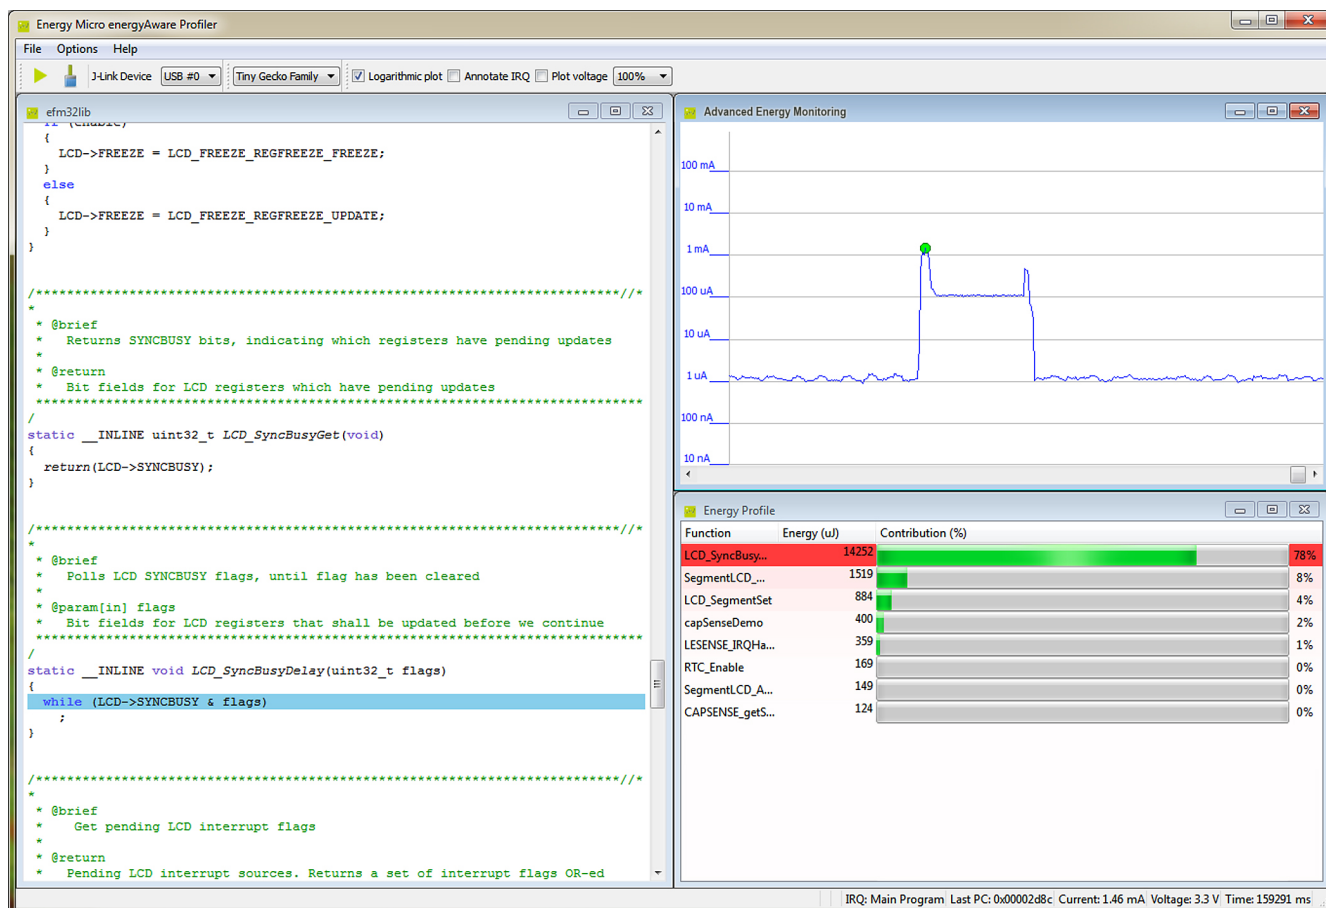 Energy Micro energyAware Profiler
File Options Help
J-Link Device USB #0 Tiny Gecko Family Logarithmic plot Annotate IRQ Plot voltage 100%
efm32lib
if (enable)
{
LCD->FREEZE = LCD_FREEZE_REGFREEZE_FREEZE;
}
else
{
LCD->FREEZE = LCD_FREEZE_REGFREEZE_UPDATE;
}
}
/***************************************************************************//*
*
* @brief
* Returns SYNCBUSY bits, indicating which registers have pending updates
*
* @return
* Bit fields for LCD registers which have pending updates
******************************************************************************
/
static __INLINE uint32_t LCD_SyncBusyGet(void)
{
return(LCD->SYNCBUSY);
}
/***************************************************************************//*
*
* @brief
* Polls LCD SYNCBUSY flags, until flag has been cleared
*
* @param[in] flags
* Bit fields for LCD registers that shall be updated before we continue
******************************************************************************
/
static __INLINE void LCD_SyncBusyDelay(uint32_t flags)
{
while (LCD->SYNCBUSY & flags)
;
}
/***************************************************************************//*
*
* @brief
* Get pending LCD interrupt flags
*
* @return
* Pending LCD interrupt sources. Returns a set of interrupt flags OR-ed
Advanced Energy Monitoring
100 mA
10 mA
1 mA
100 uA
10 uA
1 uA
100 nA
10 nA
Energy Profile
Function Energy (uJ) Contribution (%)
LCD_SyncBusy... 14252 78%
SegmentLCD_... 1519 8%
LCD_SegmentSet 884 4%
capSenseDemo 400 2%
LESENSE_IRQHa... 359 1%
RTC_Enable 169 0%
SegmentLCD_A... 149 0%
CAPSENSE_getS... 124 0%
IRQ: Main Program Last PC: 0x00002d8c Current: 1.46 mA Voltage: 3.3 V Time: 159291 ms